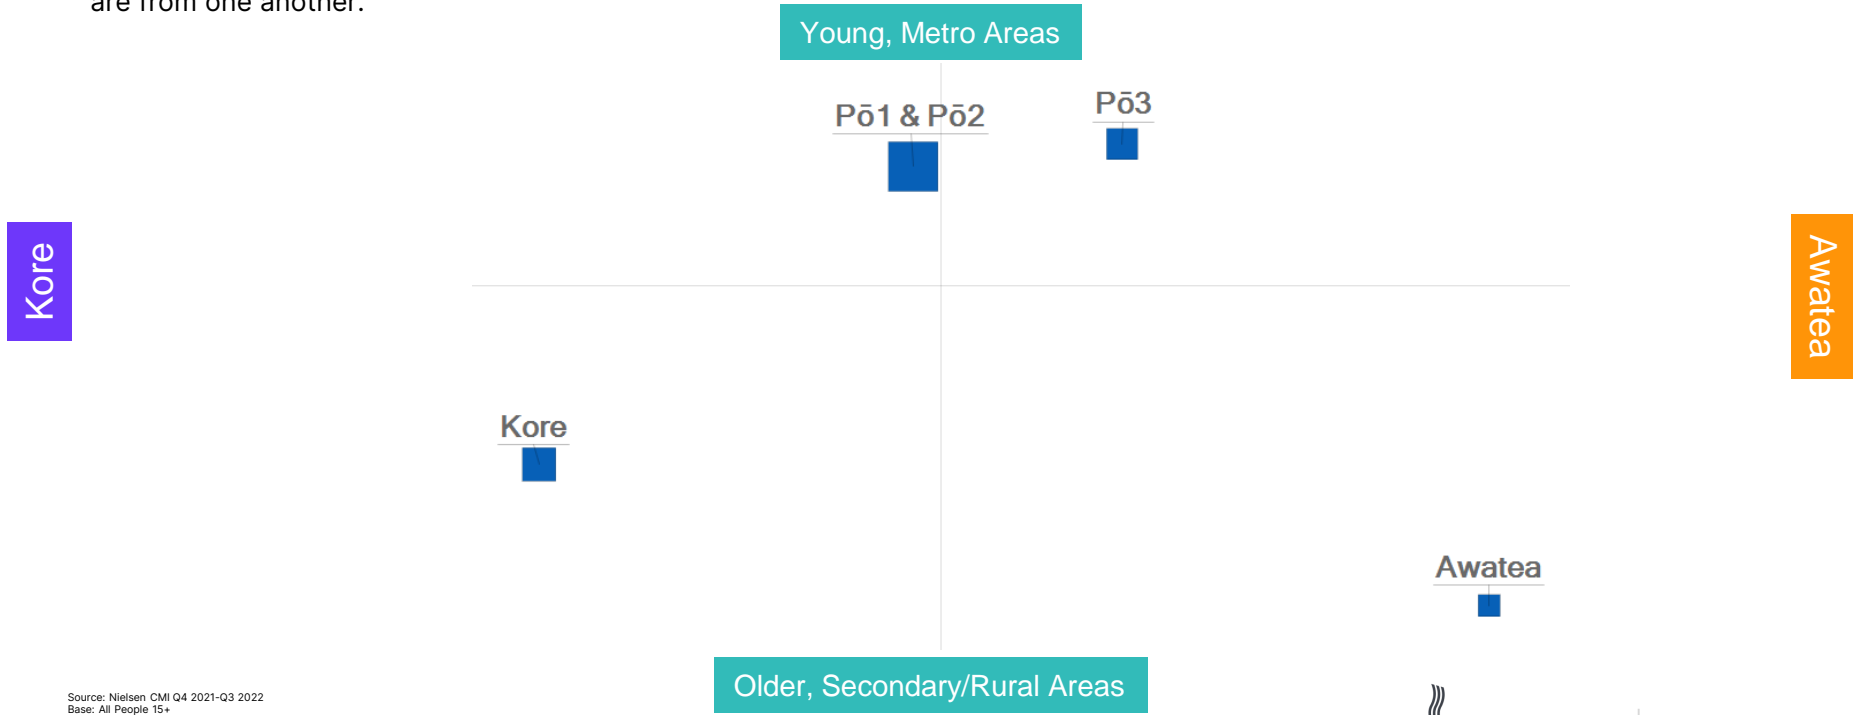 are from one another.
Young, Metro Areas
Pō1 & Pō2
Pō3
Kore
Awatea
Kore
Awatea
Older, Secondary/Rural Areas
Source: Nielsen CMI Q4 2021-Q3 2022
Base: All People 15+